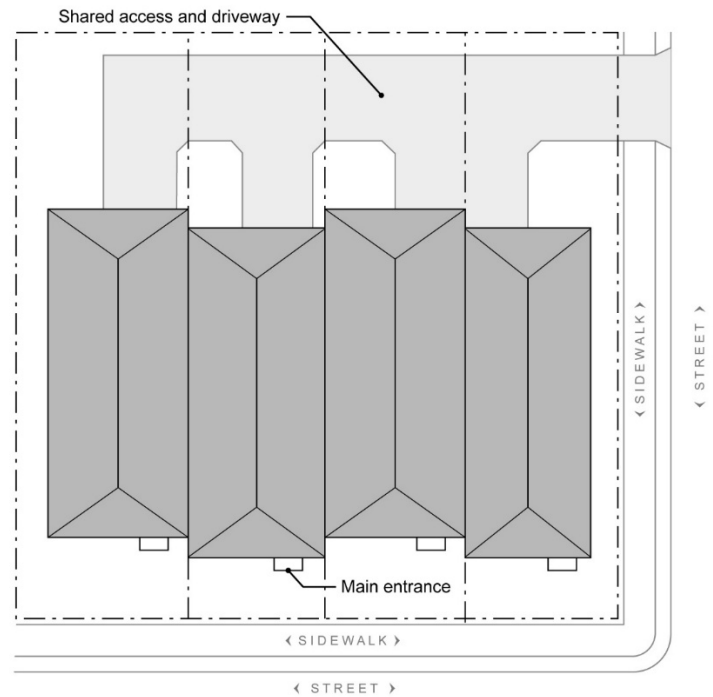 Shared access and driveway
SIDEWALK
STREET
Main entrance
SIDEWALK
STREET